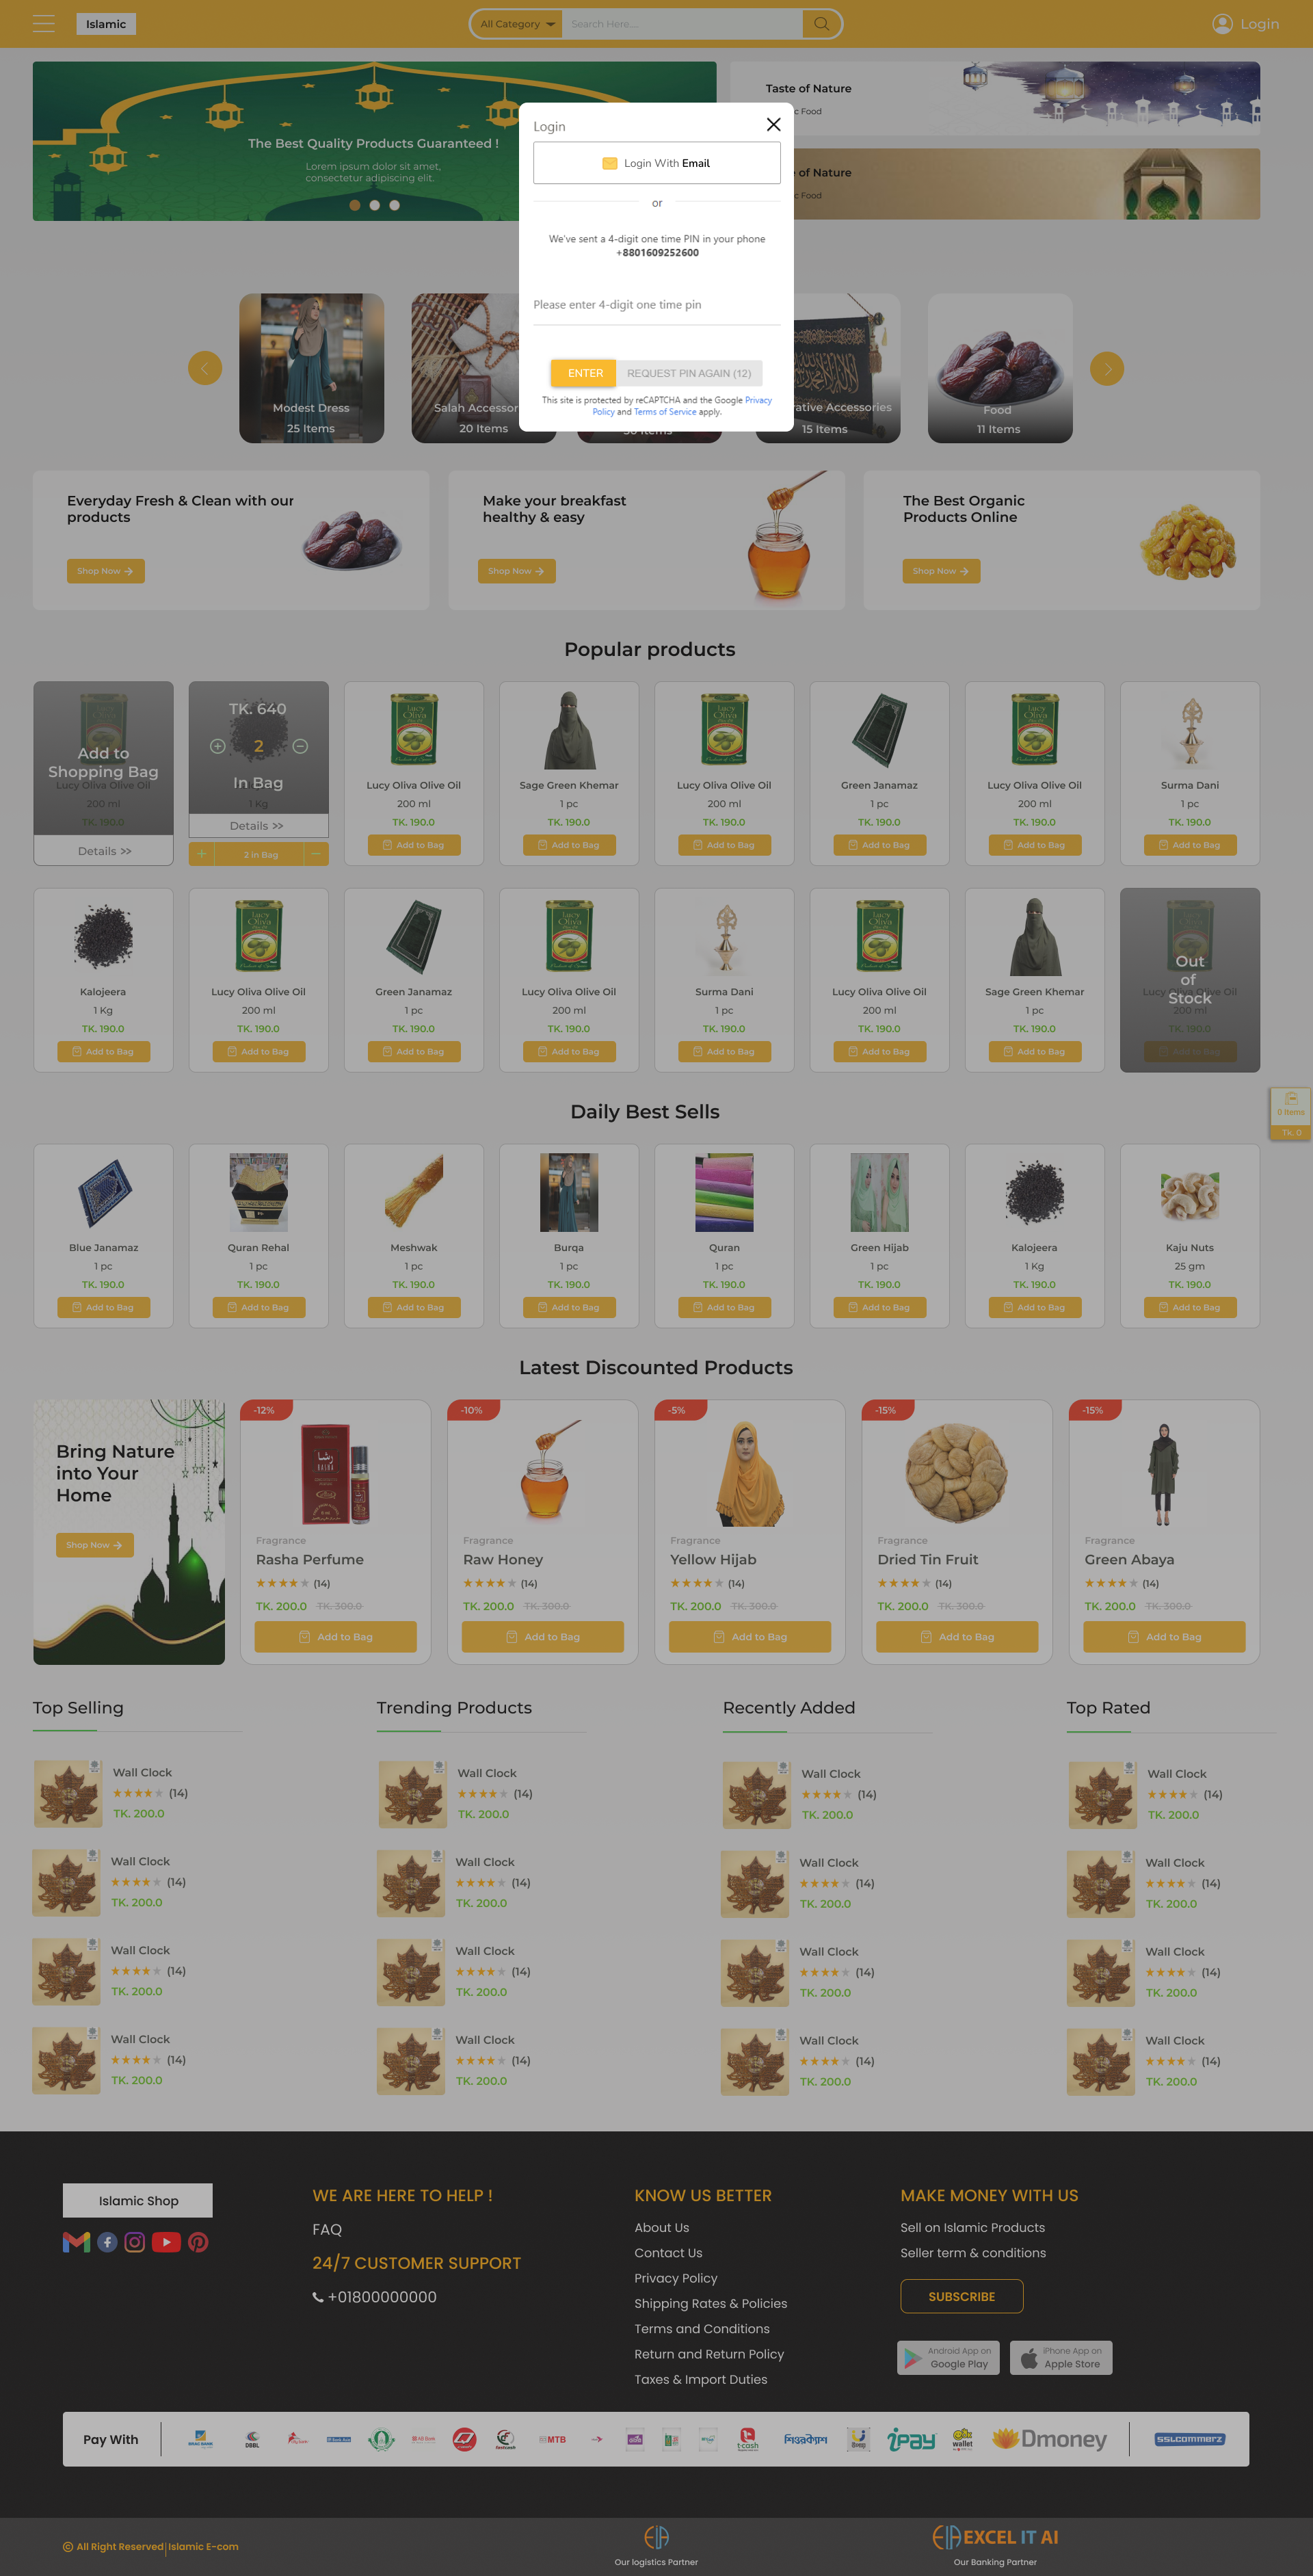 Islamic
All Category
Search Here....
Login
The Best Quality Products Guaranteed !
Lorem ipsum dolor sit amet,
consectetur adipiscing elit.
Taste of Nature
Food
of Nature
Food
Login
Login With Email
or
We've sent a 4-digit one time PIN in your phone
+8801609252600
Please enter 4-digit one time pin
ENTER
REQUEST PIN AGAIN (12)
This site is protected by reCAPTCHA and the Google Privacy
Policy and Terms of Service apply.
Modest Dress
25 Items
Salah Accessor
20 Items
Accessories
15 Items
Food
11 Items
Everyday Fresh & Clean with our
products
Shop Now
Make your breakfast
healthy & easy
Shop Now
The Best Organic
Products Online
Shop Now
Popular products
Add to
Shopping Bag
Lucy Oliva Olive Oil
200 ml
TK. 190.0
Details >>
TK. 640
2
In Bag
1 Kg
Details >>
2 in Bag
Lucy Oliva Olive Oil
200 ml
TK. 190.0
Add to Bag
Sage Green Khemar
1 pc
TK. 190.0
Add to Bag
Lucy Oliva Olive Oil
200 ml
TK. 190.0
Add to Bag
Green Janamaz
1 pc
TK. 190.0
Add to Bag
Lucy Oliva Olive Oil
200 ml
TK. 190.0
Add to Bag
Surma Dani
1 pc
TK. 190.0
Add to Bag
Kalojeera
1 Kg
TK. 190.0
Add to Bag
Lucy Oliva Olive Oil
200 ml
TK. 190.0
Add to Bag
Green Janamaz
1 pc
TK. 190.0
Add to Bag
Lucy Oliva Olive Oil
200 ml
TK. 190.0
Add to Bag
Surma Dani
1 pc
TK. 190.0
Add to Bag
Lucy Oliva Olive Oil
200 ml
TK. 190.0
Add to Bag
Sage Green Khemar
1 pc
TK. 190.0
Add to Bag
Out
of
Stock
Lucy Oliva Olive Oil
200 ml
TK. 190.0
Add to Bag
0 Items
Tk. 0
Daily Best Sells
Blue Janamaz
1 pc
TK. 190.0
Add to Bag
Quran Rehal
1 pc
TK. 190.0
Add to Bag
Meshwak
1 pc
TK. 190.0
Add to Bag
Burqa
1 pc
TK. 190.0
Add to Bag
Quran
1 pc
TK. 190.0
Add to Bag
Green Hijab
1 pc
TK. 190.0
Add to Bag
Kalojeera
1 Kg
TK. 190.0
Add to Bag
Kaju Nuts
25 gm
TK. 190.0
Add to Bag
Latest Discounted Products
Bring Nature
into Your
Home
Shop Now
-12%
Fragrance
Rasha Perfume
(14)
TK. 200.0 TK. 300.0
Add to Bag
-10%
Fragrance
Raw Honey
(14)
TK. 200.0 TK. 300.0
Add to Bag
-5%
Fragrance
Yellow Hijab
(14)
TK. 200.0 TK. 300.0
Add to Bag
-15%
Fragrance
Dried Tin Fruit
(14)
TK. 200.0 TK. 300.0
Add to Bag
-15%
Fragrance
Green Abaya
(14)
TK. 200.0 TK. 300.0
Add to Bag
Top Selling
Wall Clock
(14)
TK. 200.0
Wall Clock
(14)
TK. 200.0
Wall Clock
(14)
TK. 200.0
Wall Clock
(14)
TK. 200.0
Trending Products
Wall Clock
(14)
TK. 200.0
Wall Clock
(14)
TK. 200.0
Wall Clock
(14)
TK. 200.0
Wall Clock
(14)
TK. 200.0
Recently Added
Wall Clock
(14)
TK. 200.0
Wall Clock
(14)
TK. 200.0
Wall Clock
(14)
TK. 200.0
Wall Clock
(14)
TK. 200.0
Top Rated
Wall Clock
(14)
TK. 200.0
Wall Clock
(14)
TK. 200.0
Wall Clock
(14)
TK. 200.0
Wall Clock
(14)
TK. 200.0
Islamic Shop
WE ARE HERE TO HELP !
FAQ
24/7 CUSTOMER SUPPORT
+01800000000
KNOW US BETTER
About Us
Contact Us
Privacy Policy
Shipping Rates & Policies
Terms and Conditions
Return and Return Policy
Taxes & Import Duties
MAKE MONEY WITH US
Sell on Islamic Products
Seller term & conditions
SUBSCRIBE
Android App on
Google Play
iPhone App on
Apple Store
Pay With
BRAC BANK
DBBL
MTB
t-cash
শিওরক্যাশ
ipay
wallet
Dmoney
SSLCOMMERZ
© All Right Reserved|Islamic E-com
Our logistics Partner
EXCEL IT AI
Our Banking Partner